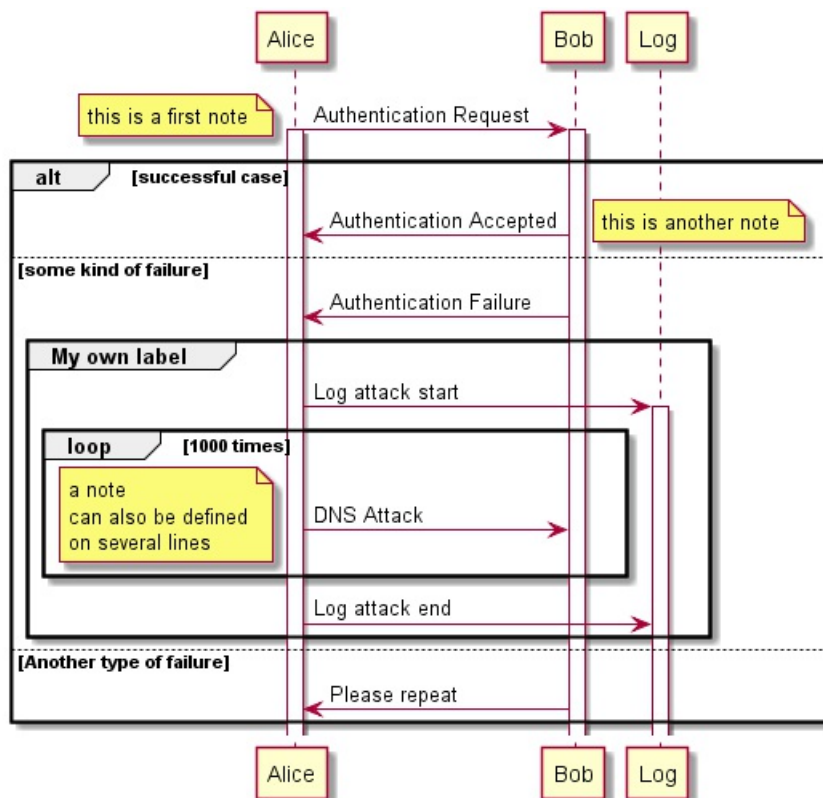 Alice Bob Log
this is a first note Authentication Request
alt [successful case]
Authentication Accepted this is another note
[some kind of failure]
Authentication Failure
My own label
Log attack start
loop [1000 times]
a note
can also be defined
on several lines
DNS Attack
Log attack end
[Another type of failure]
Please repeat
Alice Bob Log